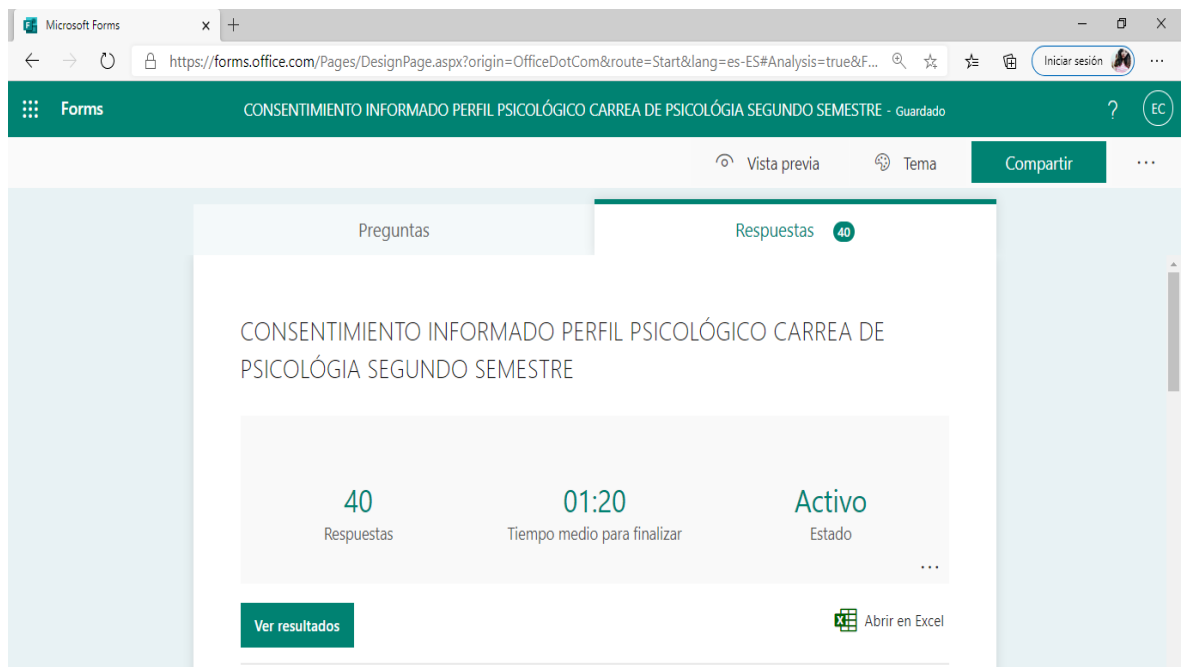 Microsoft Forms
https://forms.office.com/Pages/DesignPage.aspx?origin=OfficeDotCom&route=Start&lang=es-ES#Analysis=true&F...
Iniciar sesión
Forms
CONSENTIMIENTO INFORMADO PERFIL PSICOLÓGICO CARREA DE PSICOLÓGIA SEGUNDO SEMESTRE - Guardado
? EC
Vista previa
Tema
Compartir
Preguntas
Respuestas 40
CONSENTIMIENTO INFORMADO PERFIL PSICOLÓGICO CARREA DE
PSICOLÓGIA SEGUNDO SEMESTRE
40
Respuestas
01:20
Tiempo medio para finalizar
Activo
Estado
Ver resultados
Abrir en Excel